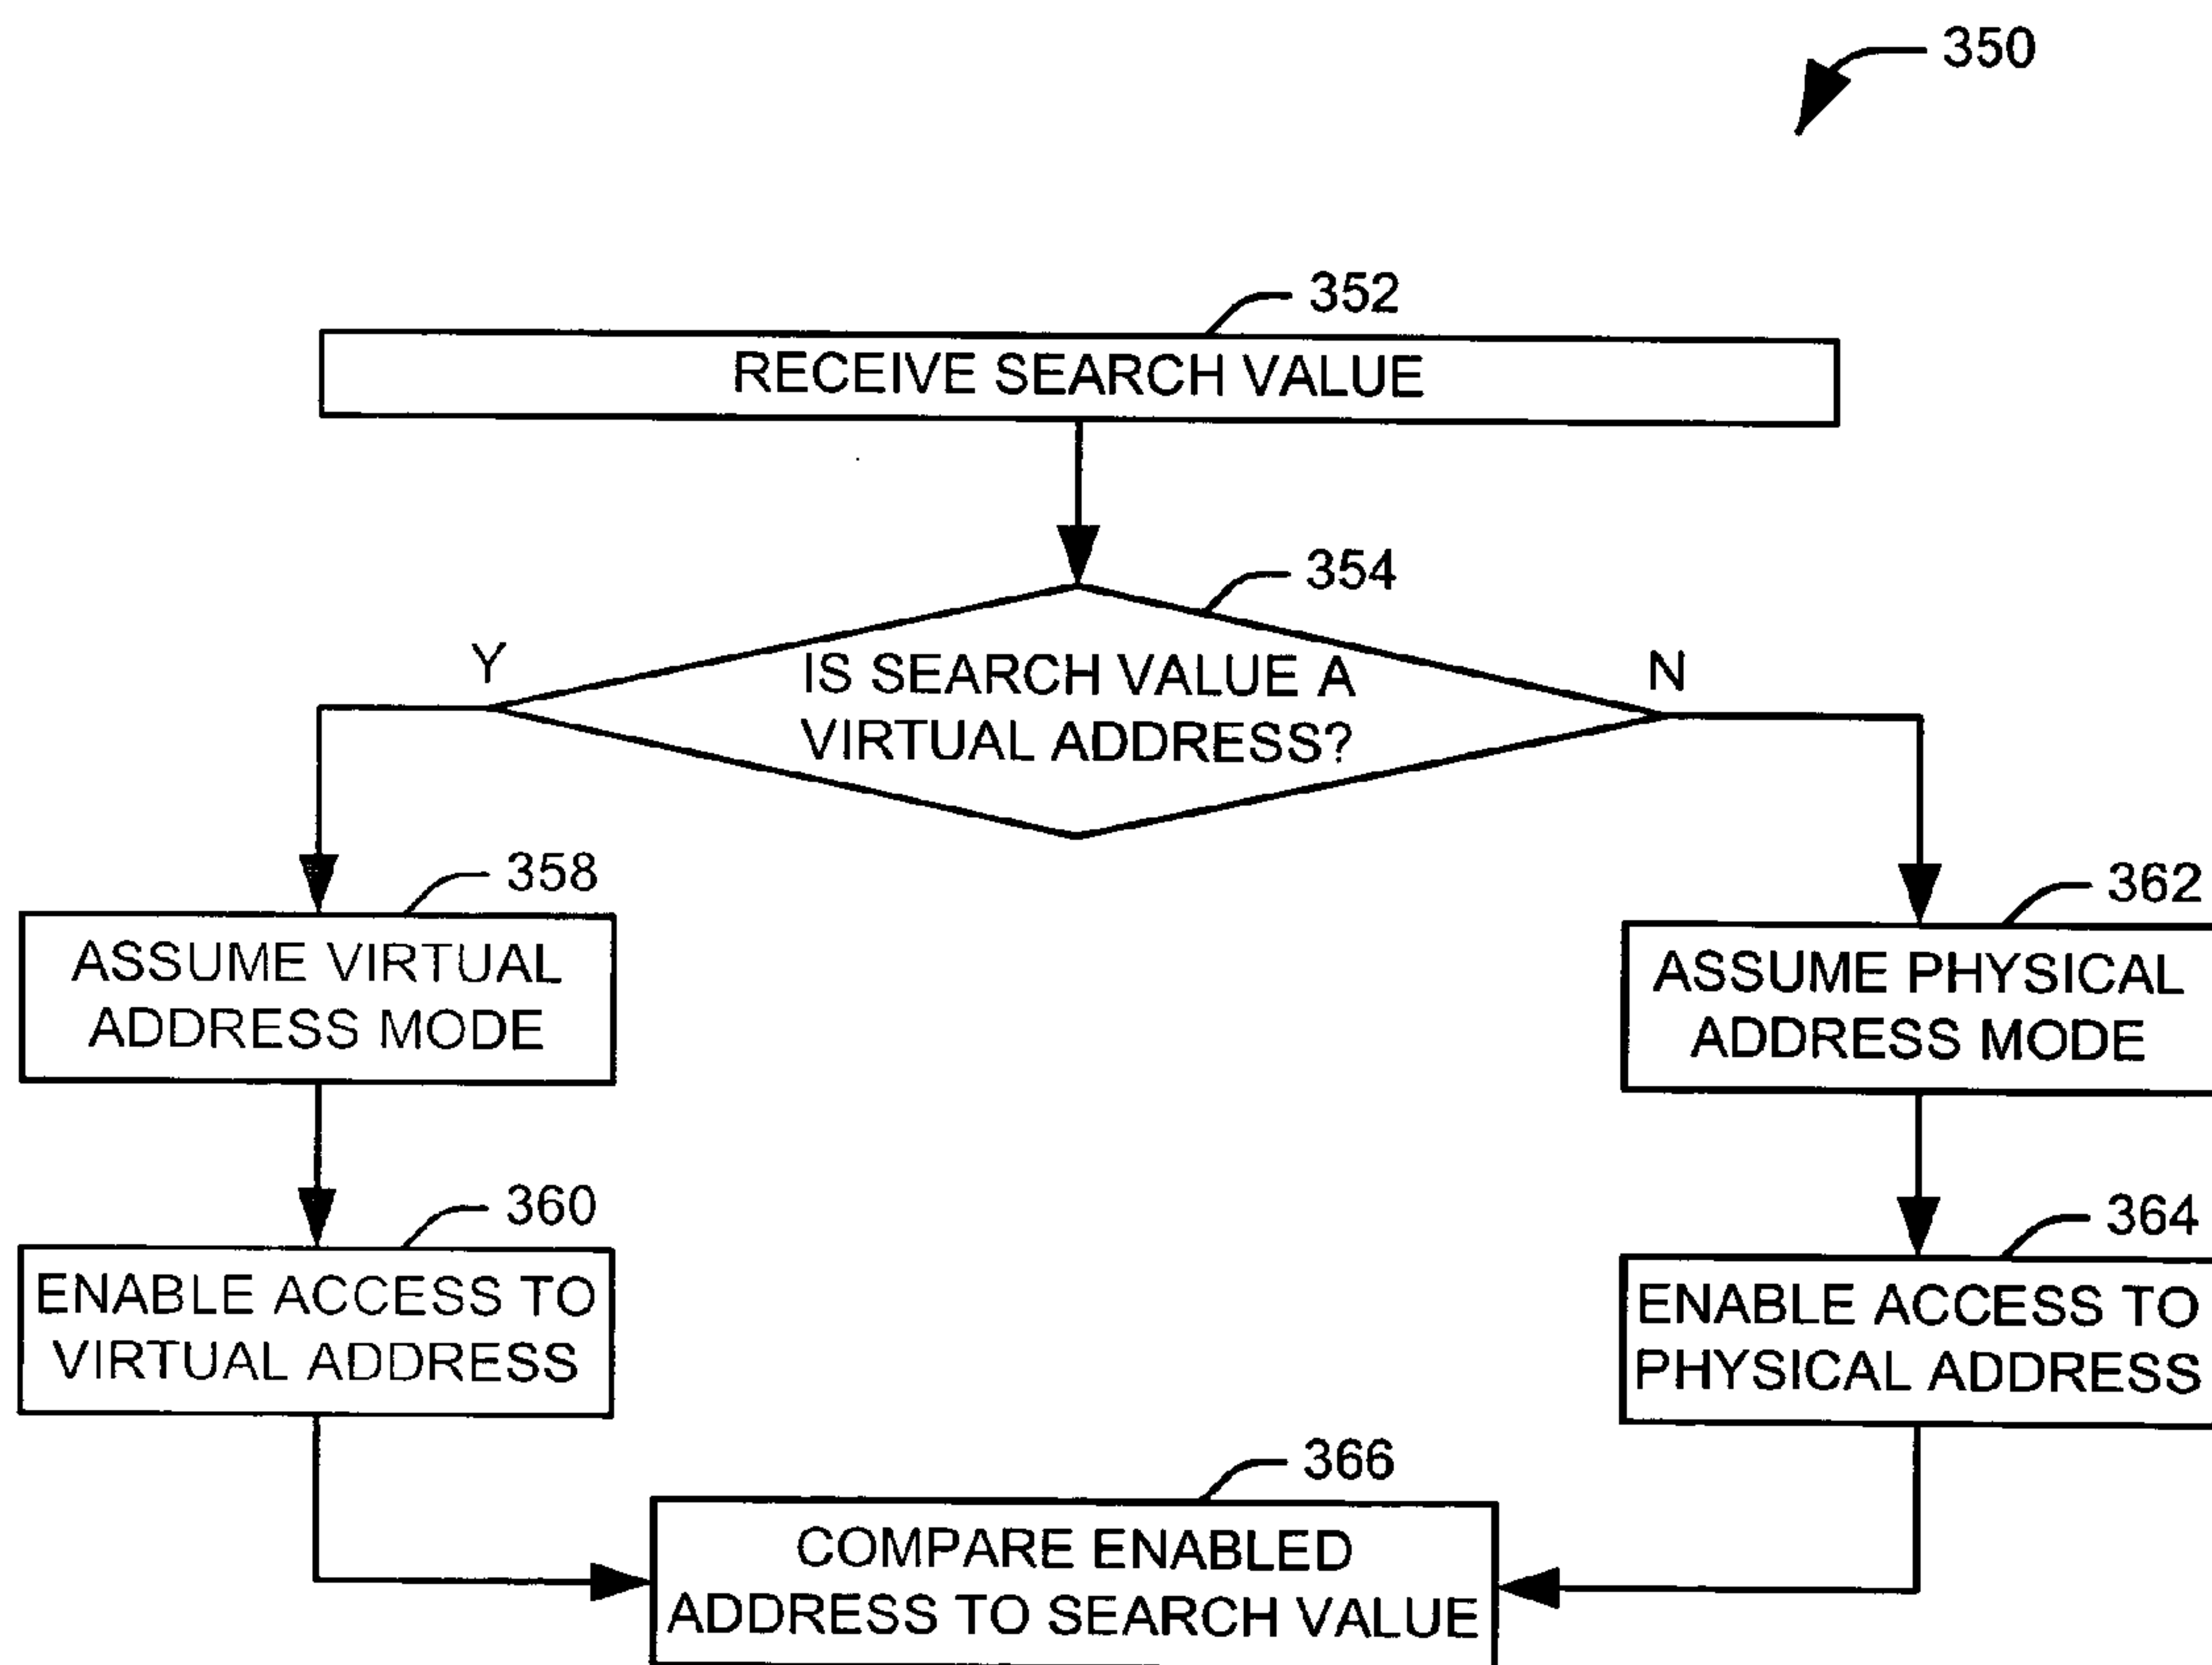 350
352
RECEIVE SEARCH VALUE
354
Y
IS SEARCH VALUE A
VIRTUAL ADDRESS?
N
358
ASSUME VIRTUAL
ADDRESS MODE
362
ASSUME PHYSICAL
ADDRESS MODE
360
ENABLE ACCESS TO
VIRTUAL ADDRESS
364
ENABLE ACCESS TO
PHYSICAL ADDRESS
366
COMPARE ENABLED
ADDRESS TO SEARCH VALUE